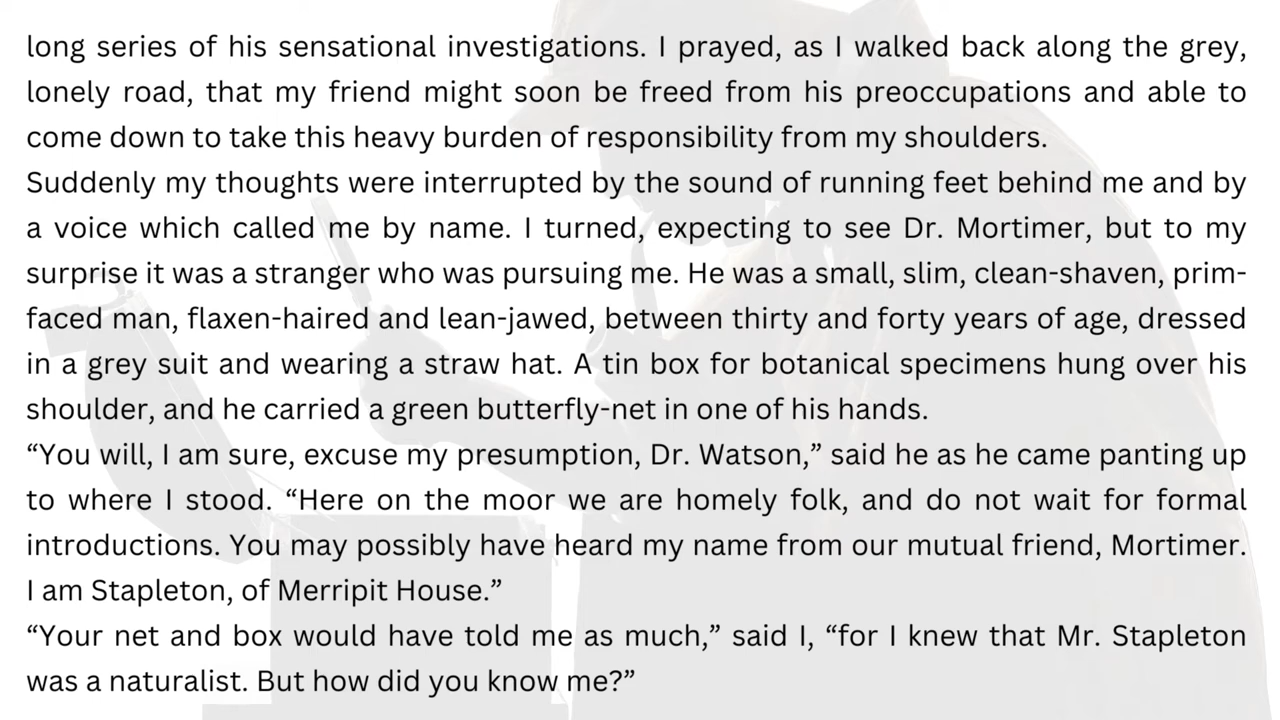 long series of his sensational investigations. I prayed, as I walked back along the grey,
lonely road, that my friend might soon be freed from his preoccupations and able to
come down to take this heavy burden of responsibility from my shoulders.
Suddenly my thoughts were interrupted by the sound of running feet behind me and by
a voice which called me by name. I turned, expecting to see Dr. Mortimer, but to my
surprise it was a stranger who was pursuing me. He was a small, slim, clean-shaven, prim-
faced man, flaxen-haired and lean-jawed, between thirty and forty years of age, dressed
in a grey suit and wearing a straw hat. A tin box for botanical specimens hung over his
shoulder, and he carried a green butterfly-net in one of his hands.
“You will, I am sure, excuse my presumption, Dr. Watson,” said he as he came panting up
to where I stood. “Here on the moor we are homely folk, and do not wait for formal
introductions. You may possibly have heard my name from our mutual friend, Mortimer.
I am Stapleton, of Merripit House.”
“Your net and box would have told me as much,” said I, “for I knew that Mr. Stapleton
was a naturalist. But how did you know me?”